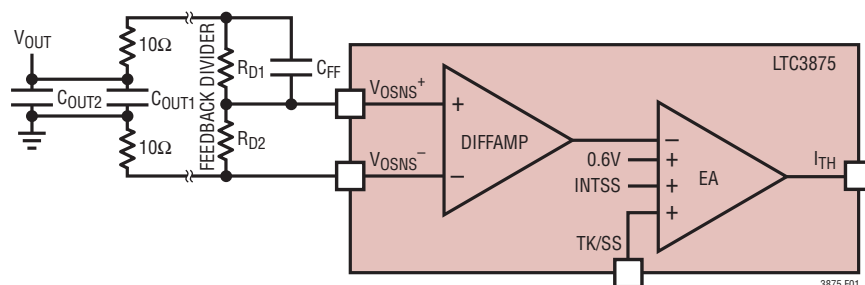 VOUT
10Ω
COUT2
COUT1
10Ω
FEEDBACK DIVIDER
RD1
RD2
CFF
LTC3875
VOSNS+
VOSNS−
+
−
DIFFAMP
0.6V
INTSS
TK/SS
−
+
+
+
EA
ITH
3875 F01